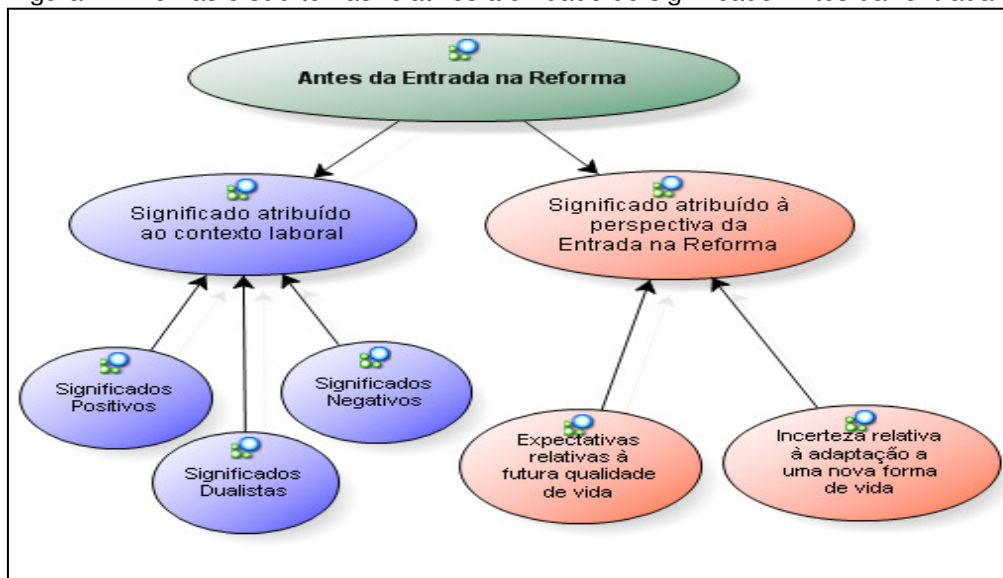 Antes da Entrada na Reforma
Significado atribuído
ao contexto laboral
Significado atribuído à
perspectiva da
Entrada na Reforma
Significados
Positivos
Significados
Dualistas
Significados
Negativos
Expectativas
relativas à
futura qualidade
de vida
Incerteza relativa
à adaptação a
uma nova forma
de vida